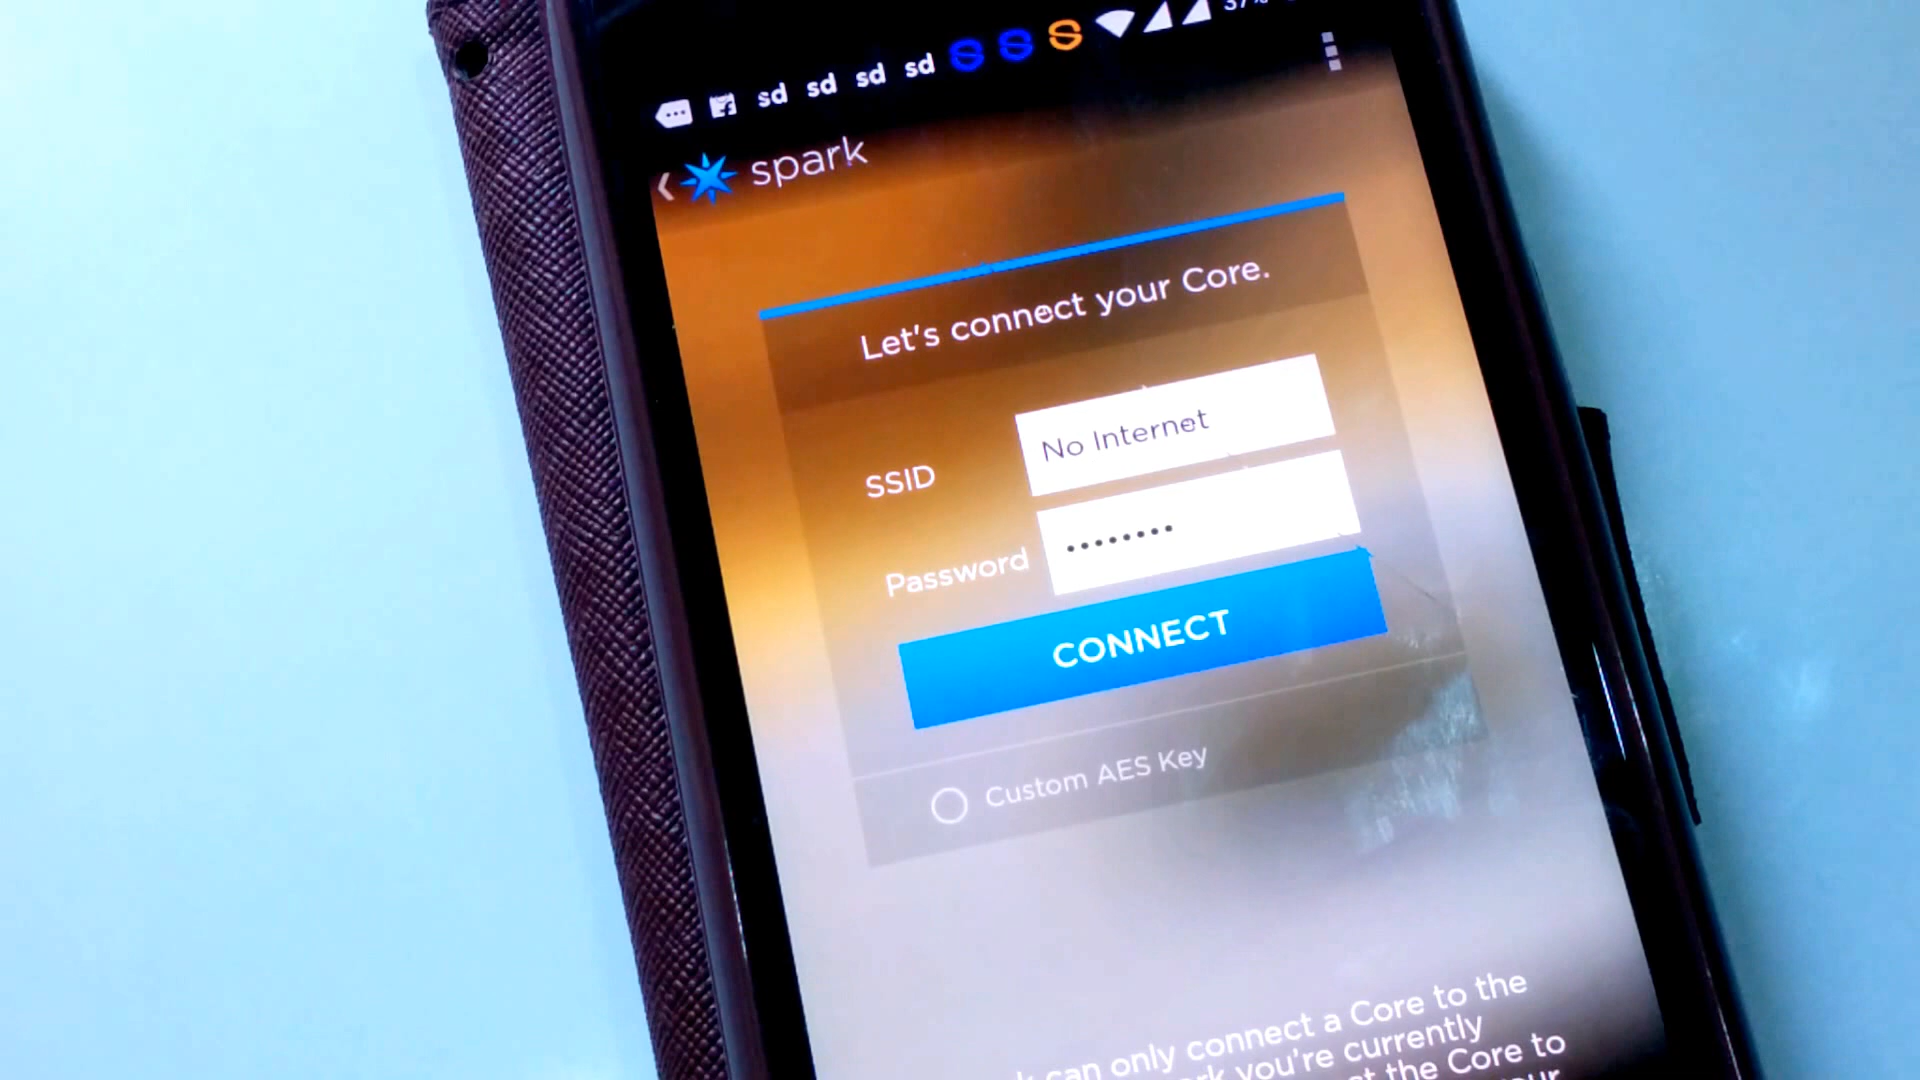 sd sd sd sd 37%
spark
Let's connect your Core.
SSID
No Internet
Password
CONNECT
Custom AES Key
can only connect a Core to the
you're currently
the Core to